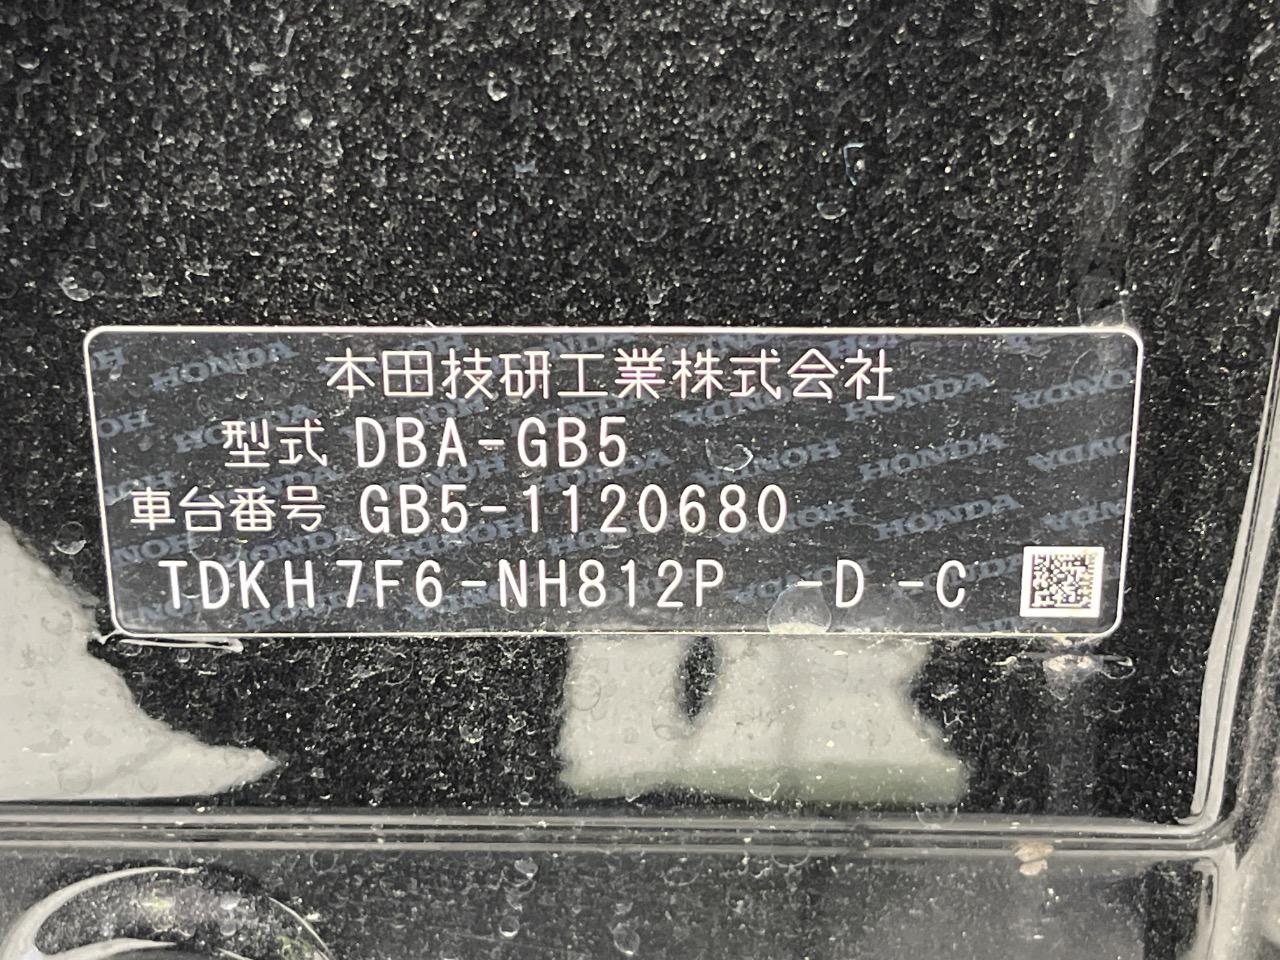 本田技研工業株式会社
型式 DBA-GB5
車台番号 GB5-1120680
TDKH7F6-NH812P -D -C